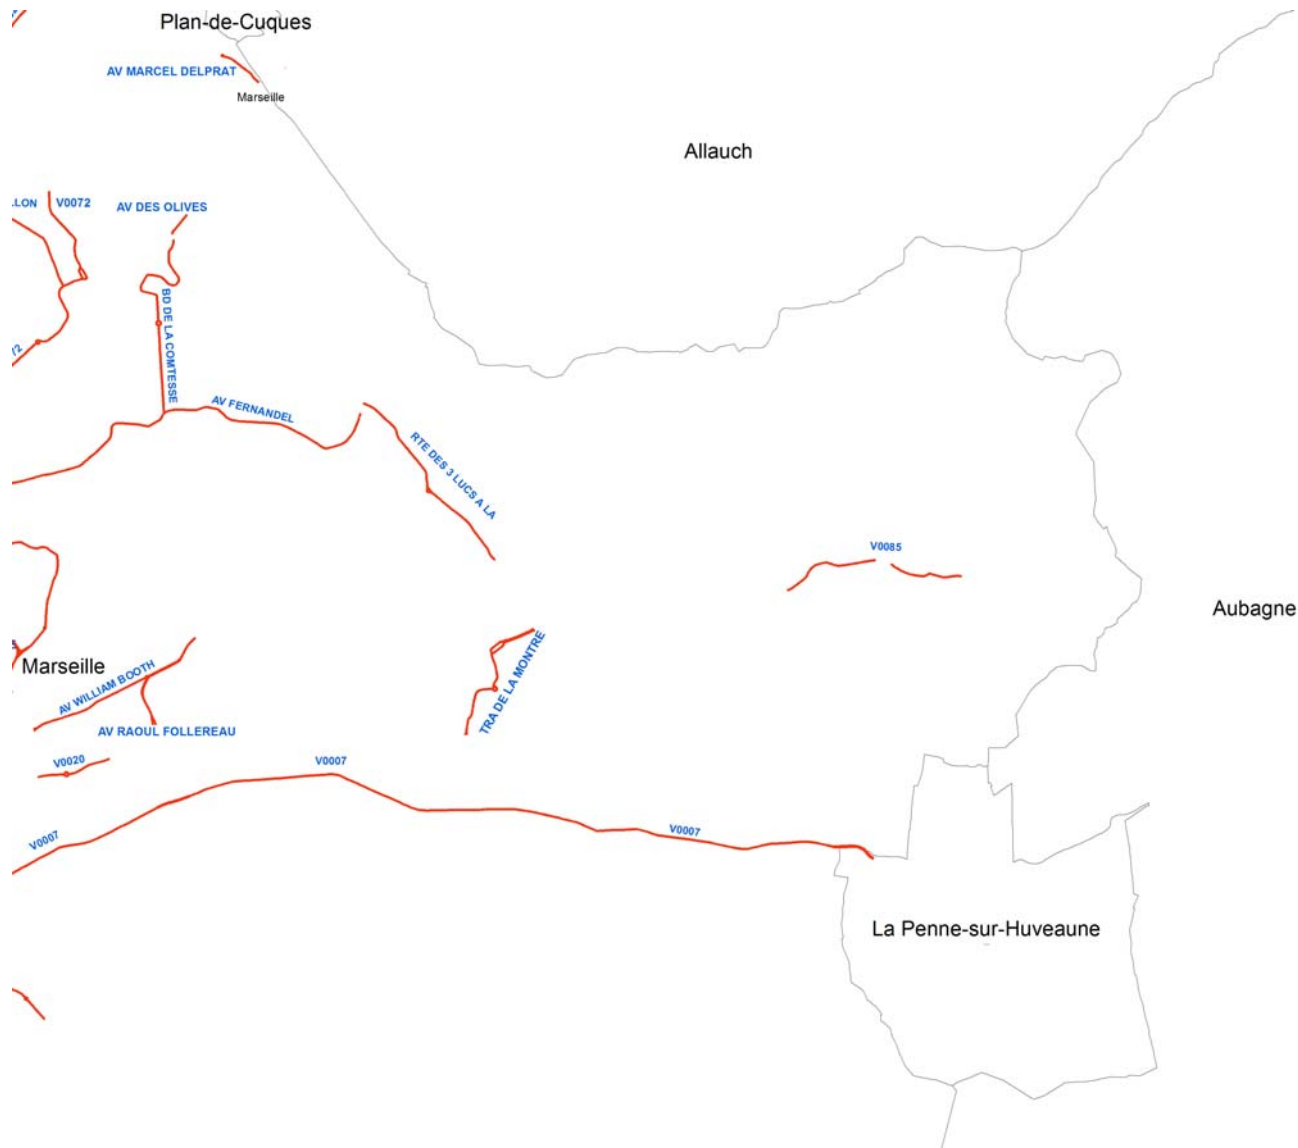 Plan-de-Cuques
AV MARCEL DELPRAT
Marseille
Allauch
V0072
AV DES OLIVES
BD DE LA COMTESSE
AV FERNANDEL
RTE DES 3 LUCS A LA
V0085
Aubagne
Marseille
AV WILLIAM BOOTH
TRA DE LA MONTRE
AV RAOUL FOLLEREAU
V0020
V0007
V0007
V0007
La Penne-sur-Huveaune